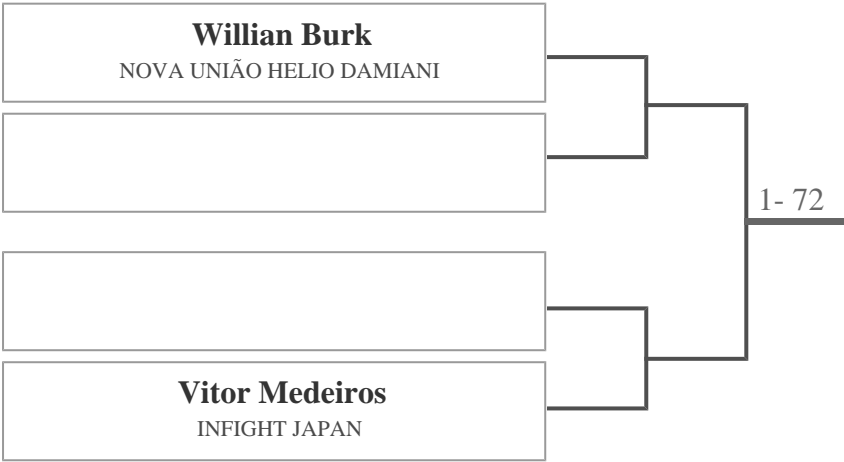 Willian Burk
NOVA UNIÃO HELIO DAMIANI
1- 72
Vitor Medeiros
INFIGHT JAPAN